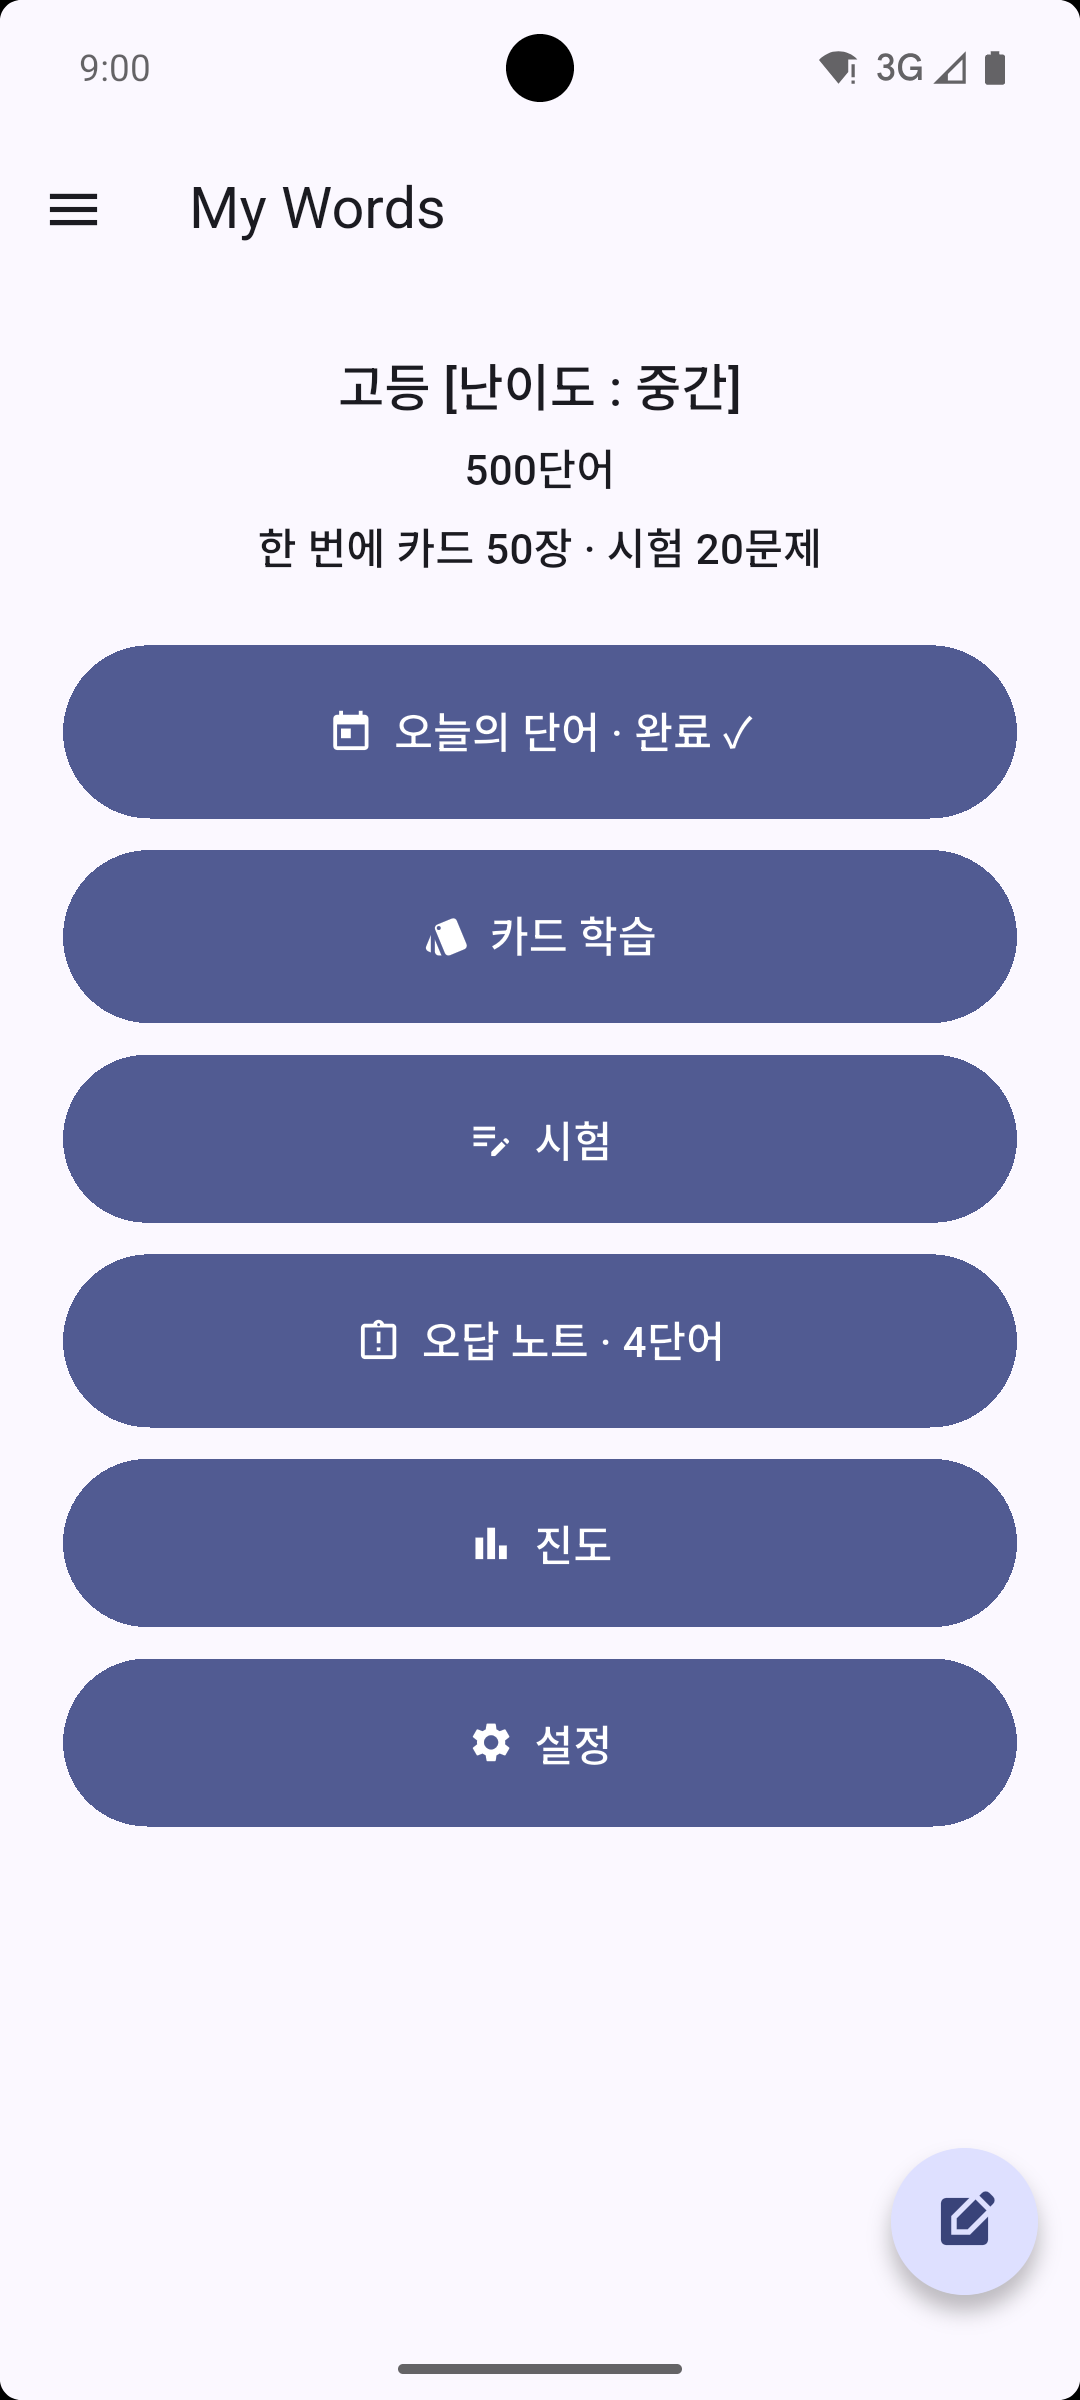 9:00
3G
My Words
고등 [난이도 : 중간]
500단어
한 번에 카드 50장 · 시험 20문제
오늘의 단어 · 완료 ✓
카드 학습
시험
오답 노트 · 4단어
진도
설정